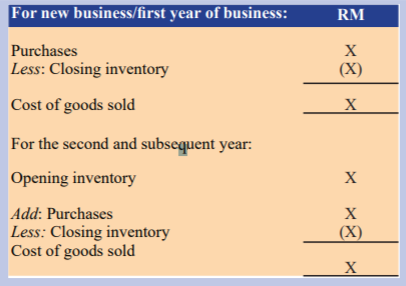 For new business/first year of business: RM
Purchases X
Less: Closing inventory (X)
Cost of goods sold X
For the second and subsequent year:
Opening inventory X
Add: Purchases X
Less: Closing inventory (X)
Cost of goods sold
X